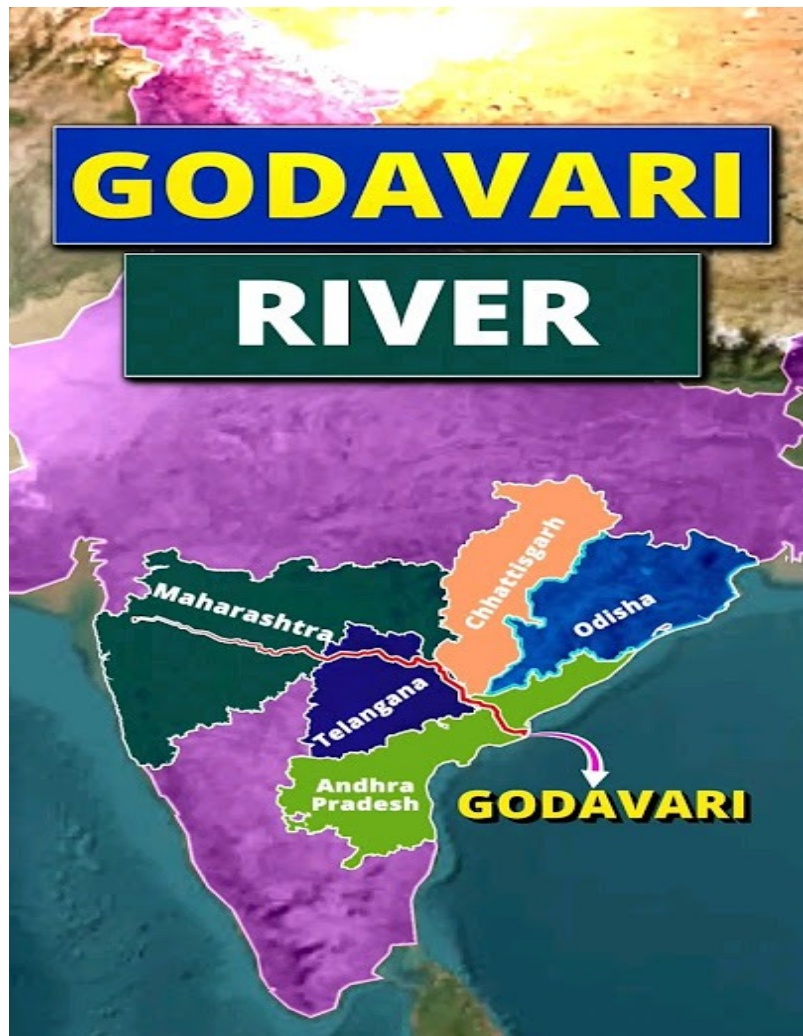 GODAVARI
RIVER
Chhattisgarh
Maharashtra
Odisha
Telangana
Andhra
Pradesh
GODAVARI